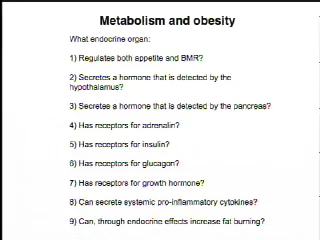 Metabolism and obesity
What endocrine organ:
1) Regulates both appetite and BMR?
2) Secretes a hormone that is detected by the
hypothalamus?
3) Secretes a hormone that is detected by the pancreas?
4) Has receptors for adrenalin?
5) Has receptors for insulin?
6) Has receptors for glucagon?
7) Has receptors for growth hormone?
8) Can secrete systemic pro-inflammatory cytokines?
9) Can, through endocrine effects increase fat burning?